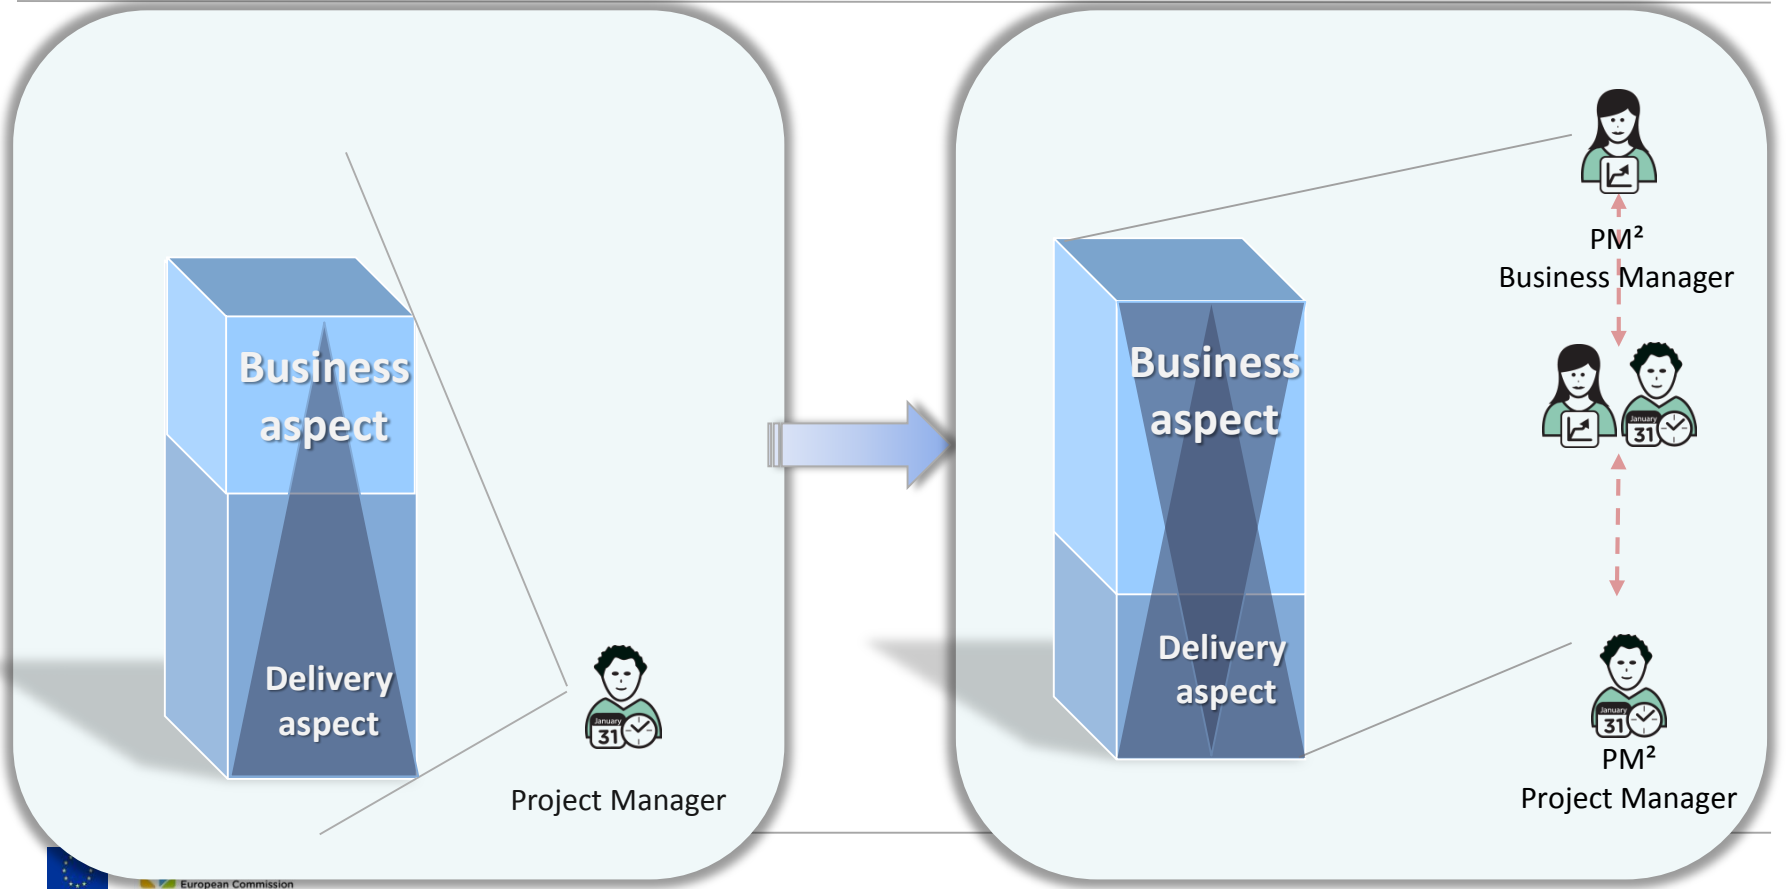 Business
aspect
Delivery
aspect
January
31
Project Manager
PM²
Business Manager
Business
aspect
January
31
Delivery
aspect
January
31
PM²
Project Manager
European Commission